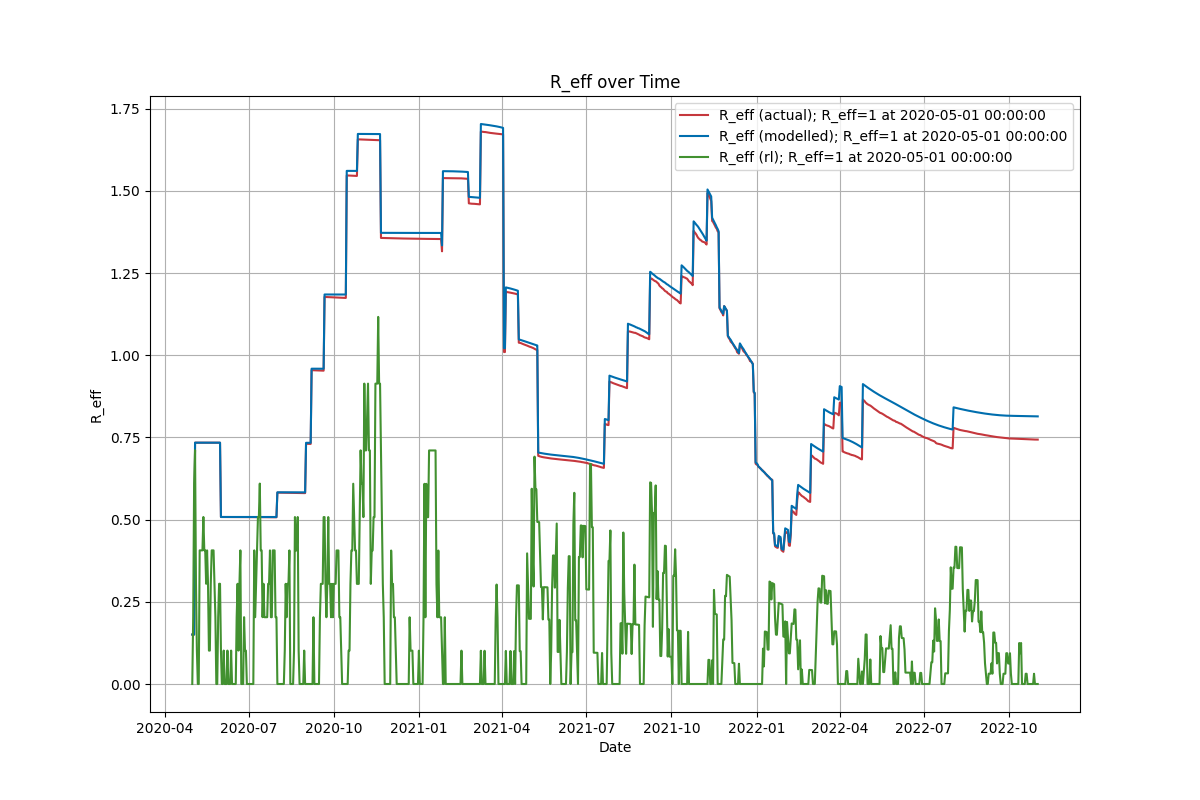 R_eff over Time
R_eff (actual); R_eff=1 at 2020-05-01 00:00:00
R_eff (modelled); R_eff=1 at 2020-05-01 00:00:00
R_eff (rl); R_eff=1 at 2020-05-01 00:00:00
1.75
1.50
1.25
1.00
0.75
0.50
0.25
0.00
R_eff
2020-04 2020-07 2020-10 2021-01 2021-04 2021-07 2021-10 2022-01 2022-04 2022-07 2022-10
Date